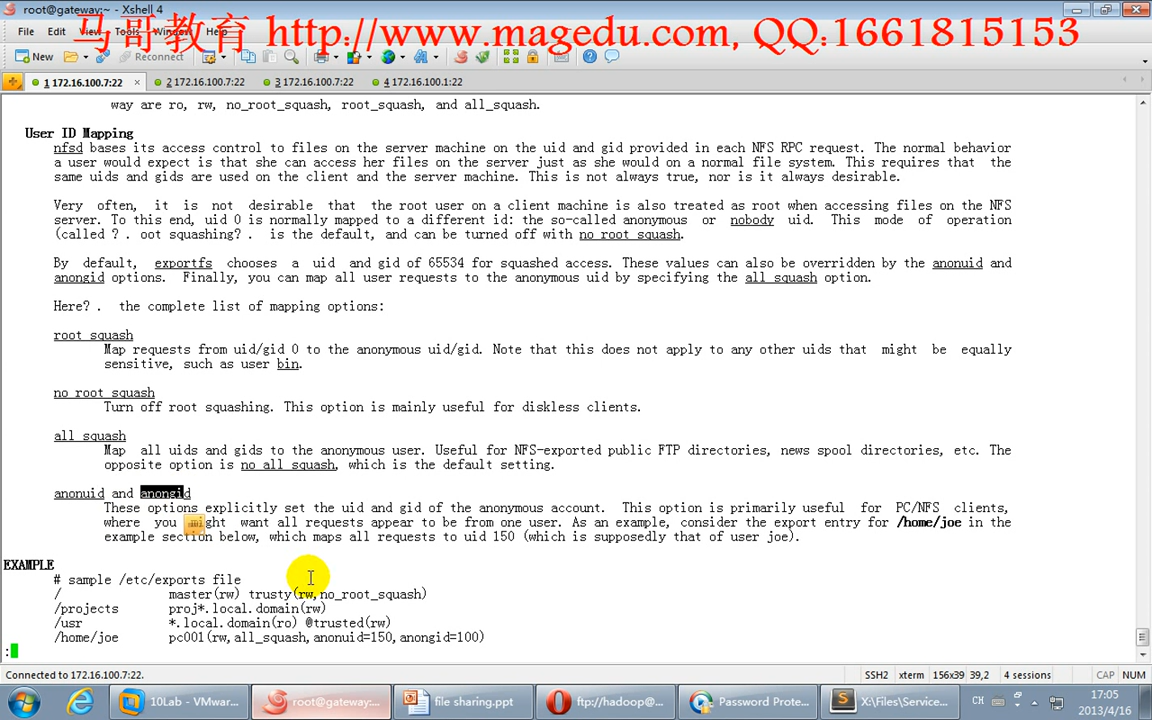 root@gateway:~ - Xshell 4
马哥教育 http://www.magedu.com, QQ:1661815153
File Edit View Tools Window Help
New Reconnect
1 172.16.100.7:22 × 2 172.16.100.7:22 3 172.16.100.7:22 4 172.16.100.1:22
way are ro, rw, no_root_squash, root_squash, and all_squash.
User ID Mapping
nfsd bases its access control to files on the server machine on the uid and gid provided in each NFS RPC request. The normal behavior
a user would expect is that she can access her files on the server just as she would on a normal file system. This requires that the
same uids and gids are used on the client and the server machine. This is not always true, nor is it always desirable.
Very often, it is not desirable that the root user on a client machine is also treated as root when accessing files on the NFS
server. To this end, uid 0 is normally mapped to a different id: the so-called anonymous or nobody uid. This mode of operation
(called ?. oot squashing?. is the default, and can be turned off with no_root_squash.
By default, exportfs chooses a uid and gid of 65534 for squashed access. These values can also be overridden by the anonuid and
anongid options. Finally, you can map all user requests to the anonymous uid by specifying the all_squash option.
Here?. the complete list of mapping options:
root_squash
Map requests from uid/gid 0 to the anonymous uid/gid. Note that this does not apply to any other uids that might be equally
sensitive, such as user bin.
no_root_squash
Turn off root squashing. This option is mainly useful for diskless clients.
all_squash
Map all uids and gids to the anonymous user. Useful for NFS-exported public FTP directories, news spool directories, etc. The
opposite option is no_all_squash, which is the default setting.
anonuid and anongid
These options explicitly set the uid and gid of the anonymous account. This option is primarily useful for PC/NFS clients,
where you might want all requests appear to be from one user. As an example, consider the export entry for /home/joe in the
example section below, which maps all requests to uid 150 (which is supposedly that of user joe).
EXAMPLE
# sample /etc/exports file
/ master(rw) trusty(rw,no_root_squash)
/projects proj*.local.domain(rw)
/usr *.local.domain(ro) @trusted(rw)
/home/joe pc001(rw,all_squash,anonuid=150,anongid=100)
:
Connected to 172.16.100.7:22. SSH2 xterm 156x39 39,2 4 sessions CAP NUM
10Lab - VMwar... root@gateway:... file sharing.ppt ftp://hadoop@... Password Prote... X:\Files\Service... CH 17:05
2013/4/16